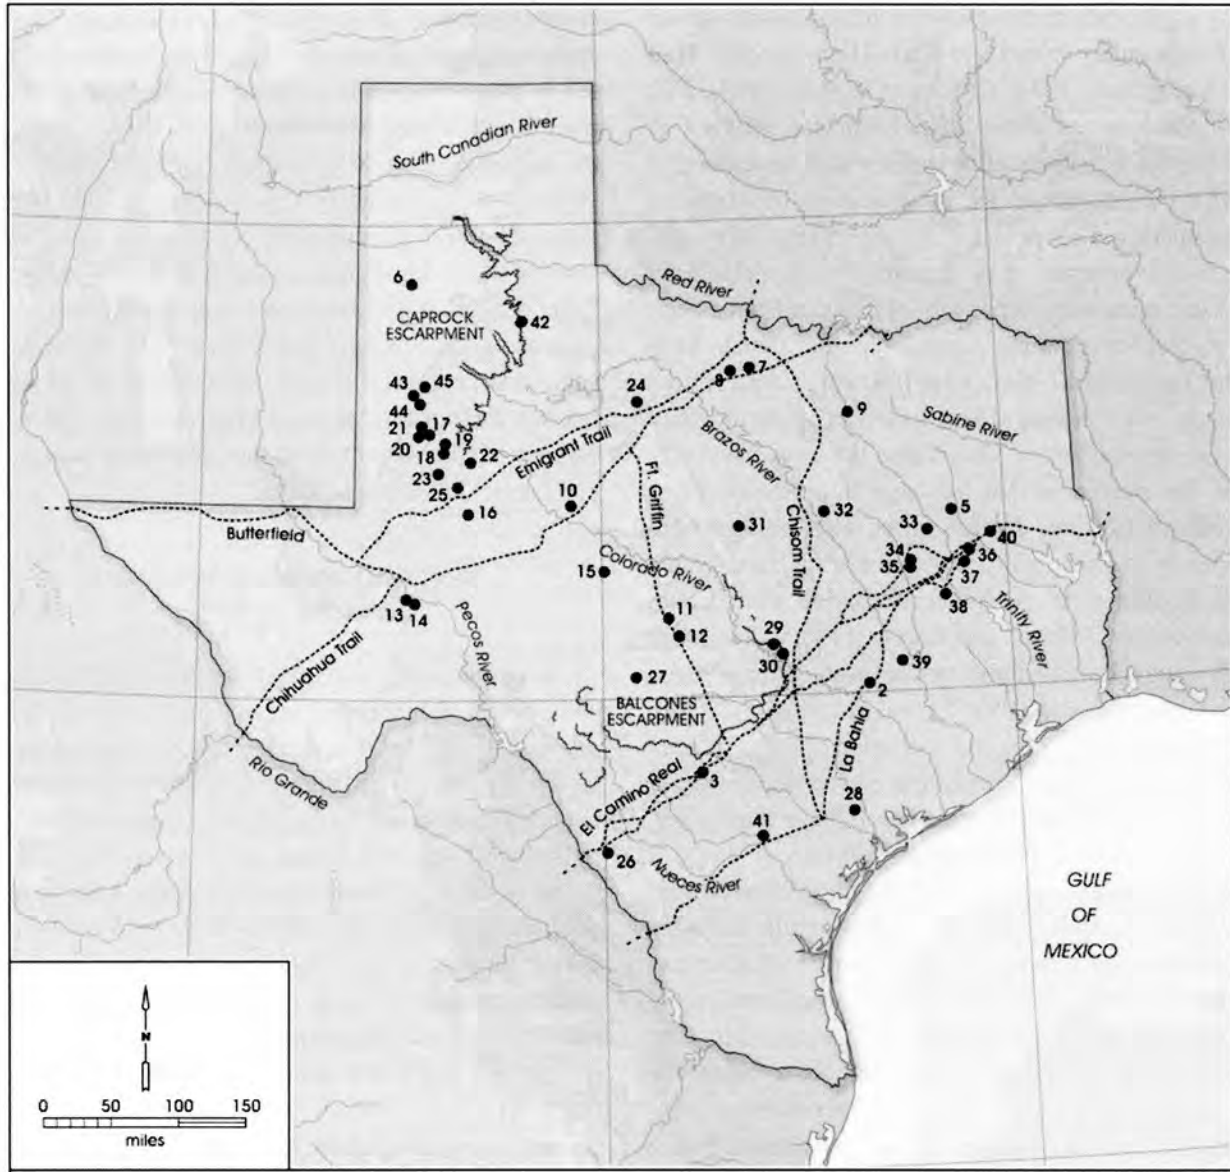 South Canadian River
6
Red River
42
CAPROCK
ESCARPMENT
7
8
43
45
24
44
9
Sabine River
21
17
20
19
18
22
Emigrant Trail
Brazos River
23
25
Ft. Griffin
10
5
16
Butterfield
31
32
Chisom Trail
33
40
34
36
35
37
15
Colorado River
38
Trinity River
13
14
Pecos River
11
12
29
30
39
Chihuahua Trail
27
2
BALCONES
ESCARPMENT
La Bahia
Rio Grande
El Camino Real
3
28
41
26
Nueces River
GULF
OF
MEXICO
N
0 50 100 150
miles